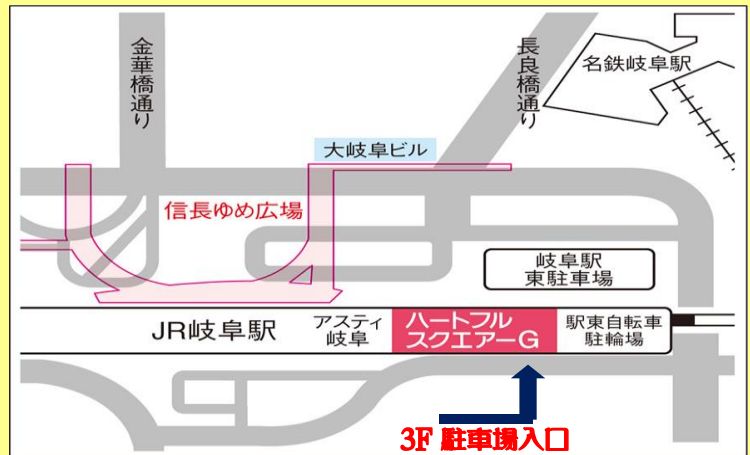 金華橋通り
長良橋通り
名鉄岐阜駅
大岐阜ビル
信長ゆめ広場
岐阜駅
東駐車場
JR岐阜駅
アスティ
岐阜
ハートフル
スクエアーG
駅東自転車
駐輪場
3F 駐車場入口